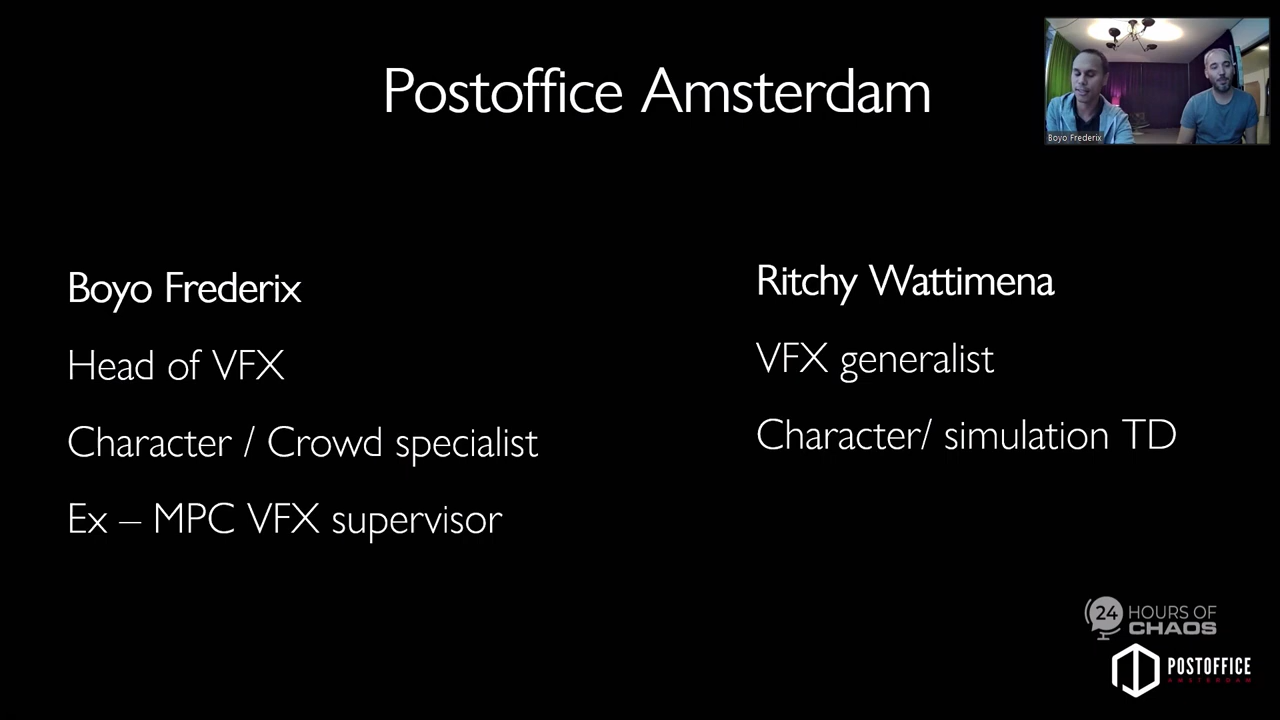 Postoffice Amsterdam
Boyo Frederix
Boyo Frederix
Head of VFX
Character / Crowd specialist
Ex – MPC VFX supervisor
Ritchy Wattimena
VFX generalist
Character/ simulation TD
24 HOURS OF
CHAOS
POSTOFFICE
AMSTERDAM